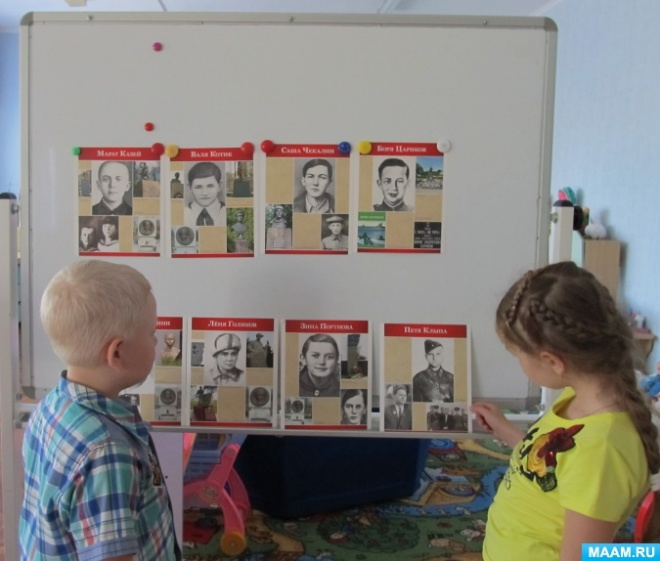 Марат Казей
Валя Котик
Саша Чекалин
Боря Цариков
Лёня Голиков
Зина Портнова
Петя Клыпа
MAAM.RU